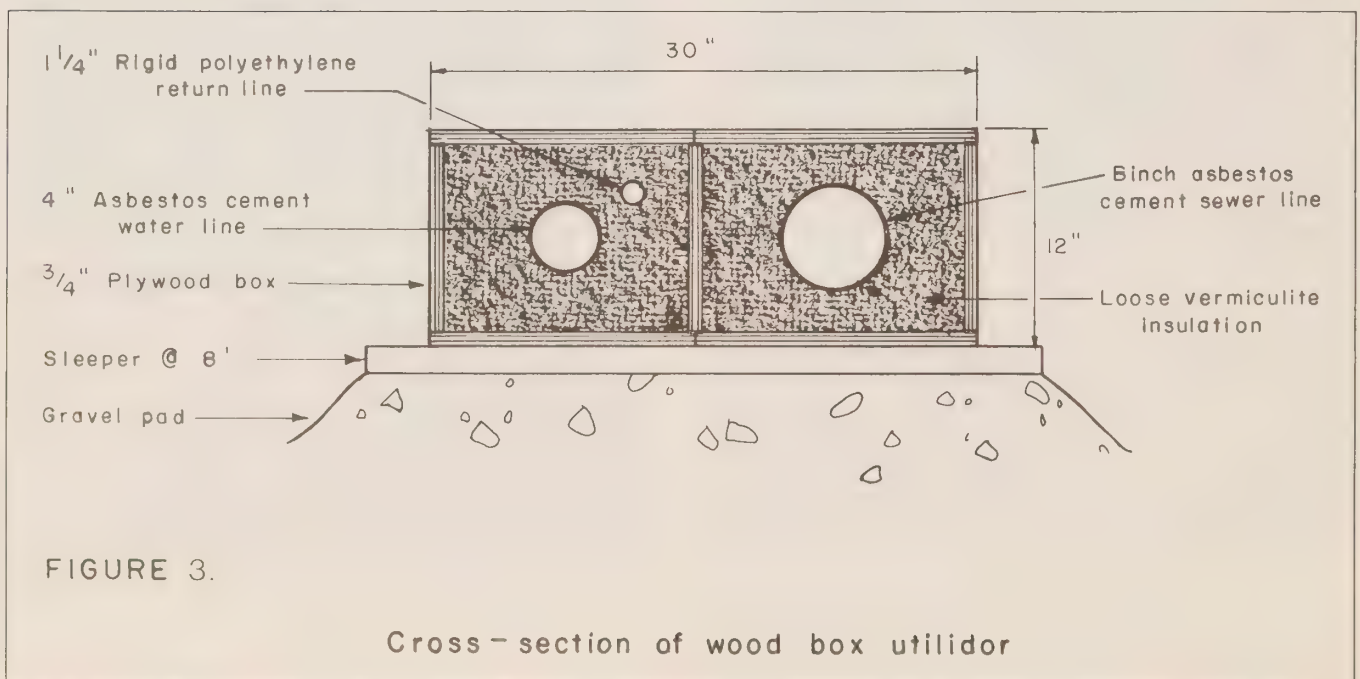 1 1/4" Rigid polyethylene
return line
30"
4" Asbestos cement
water line
3/4" Plywood box
Sleeper @ 8'
Gravel pad
Binch asbestos
cement sewer line
12"
Loose vermiculite
insulation
FIGURE 3.
Cross-section of wood box utilidor